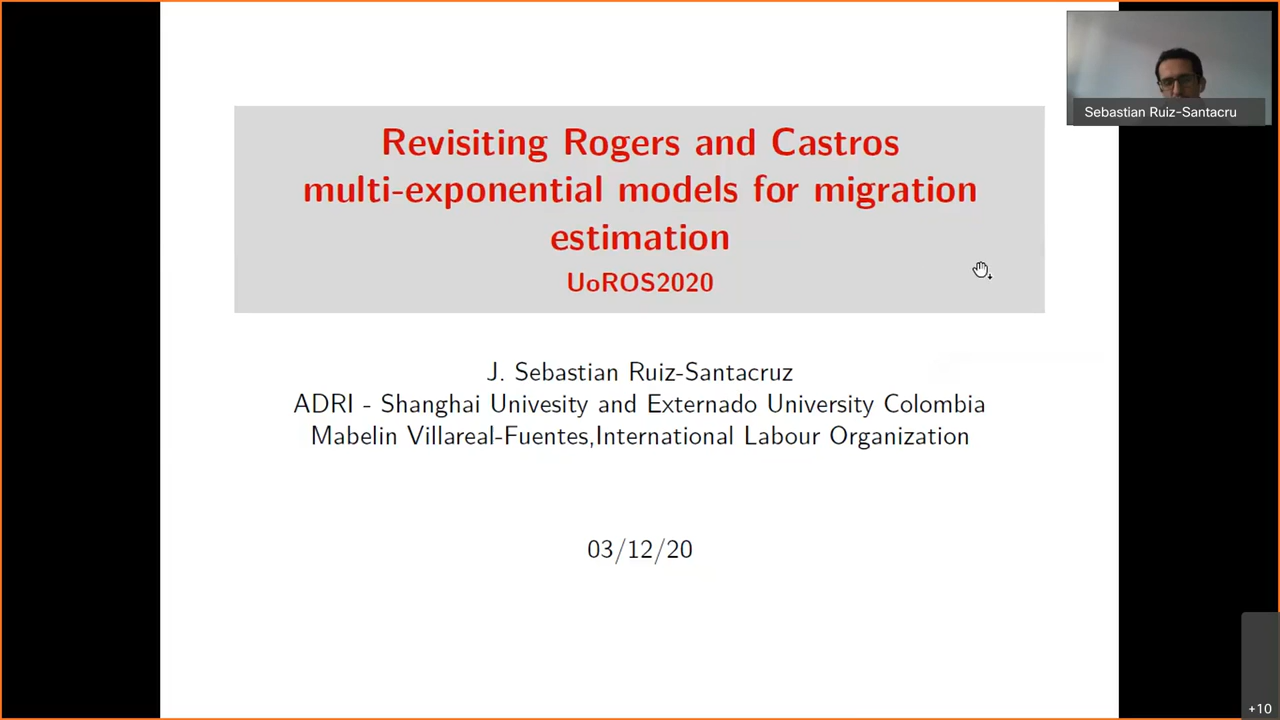 Revisiting Rogers and Castros
multi-exponential models for migration
estimation
UoROS2020
J. Sebastian Ruiz-Santacruz
ADRI - Shanghai Univesity and Externado University Colombia
Mabelin Villareal-Fuentes,International Labour Organization
03/12/20
Sebastian Ruiz-Santacru
+10